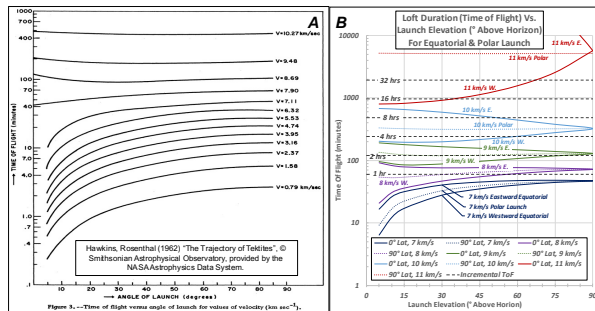 A
1000
400
V=10.27 km/sec
200
V=9.48
100
V=8.69
70
V=7.90
40
V=7.11
V=6.32
20
V=5.53
V=4.74
10.0
V=3.95
7.0
V=3.16
4.0
V=2.37
2.0
V=1.58
1.0
V=0.79 km/sec
0.7
0.4
0.2
.1
→ TIME OF FLIGHT (minutes)
Hawkins, Rosenthal (1962) “The Trajectory of Tektites”, ©
Smithsonian Astrophysical Observatory, provided by the
NASA Astrophysics Data System.
0 10 20 30 40 50 60 70 80 90
→ ANGLE OF LAUNCH (degrees)
Figure 3.--Time of flight versus angle of launch for values of velocity (km sec⁻¹).
B
Loft Duration (Time of Flight) Vs.
Launch Elevation (° Above Horizon)
For Equatorial & Polar Launch
10000
1000
100
10
1
Time Of Flight (minutes)
11 km/s E.
11 km/s Polar
32 hrs
11 km/s W.
16 hrs
10 km/s E.
8 hrs
10 km/s Polar
4 hrs
10 km/s W.
9 km/s E.
2 hrs
9 km/s W.
8 km/s E.
1 hr
8 km/s W.
7 km/s Eastward Equatorial
7 km/s Polar Launch
7 km/s Westward Equatorial
0 15 30 45 60 75 90
Launch Elevation (° Above Horion)
0° Lat, 7 km/s 90° Lat, 7 km/s 0° Lat, 8 km/s
90° Lat, 8 km/s 0° Lat, 9 km/s 90° Lat, 9 km/s
0° Lat, 10 km/s 90° Lat, 10 km/s 0° Lat, 11 km/s
90° Lat, 11 km/s Incremental ToF